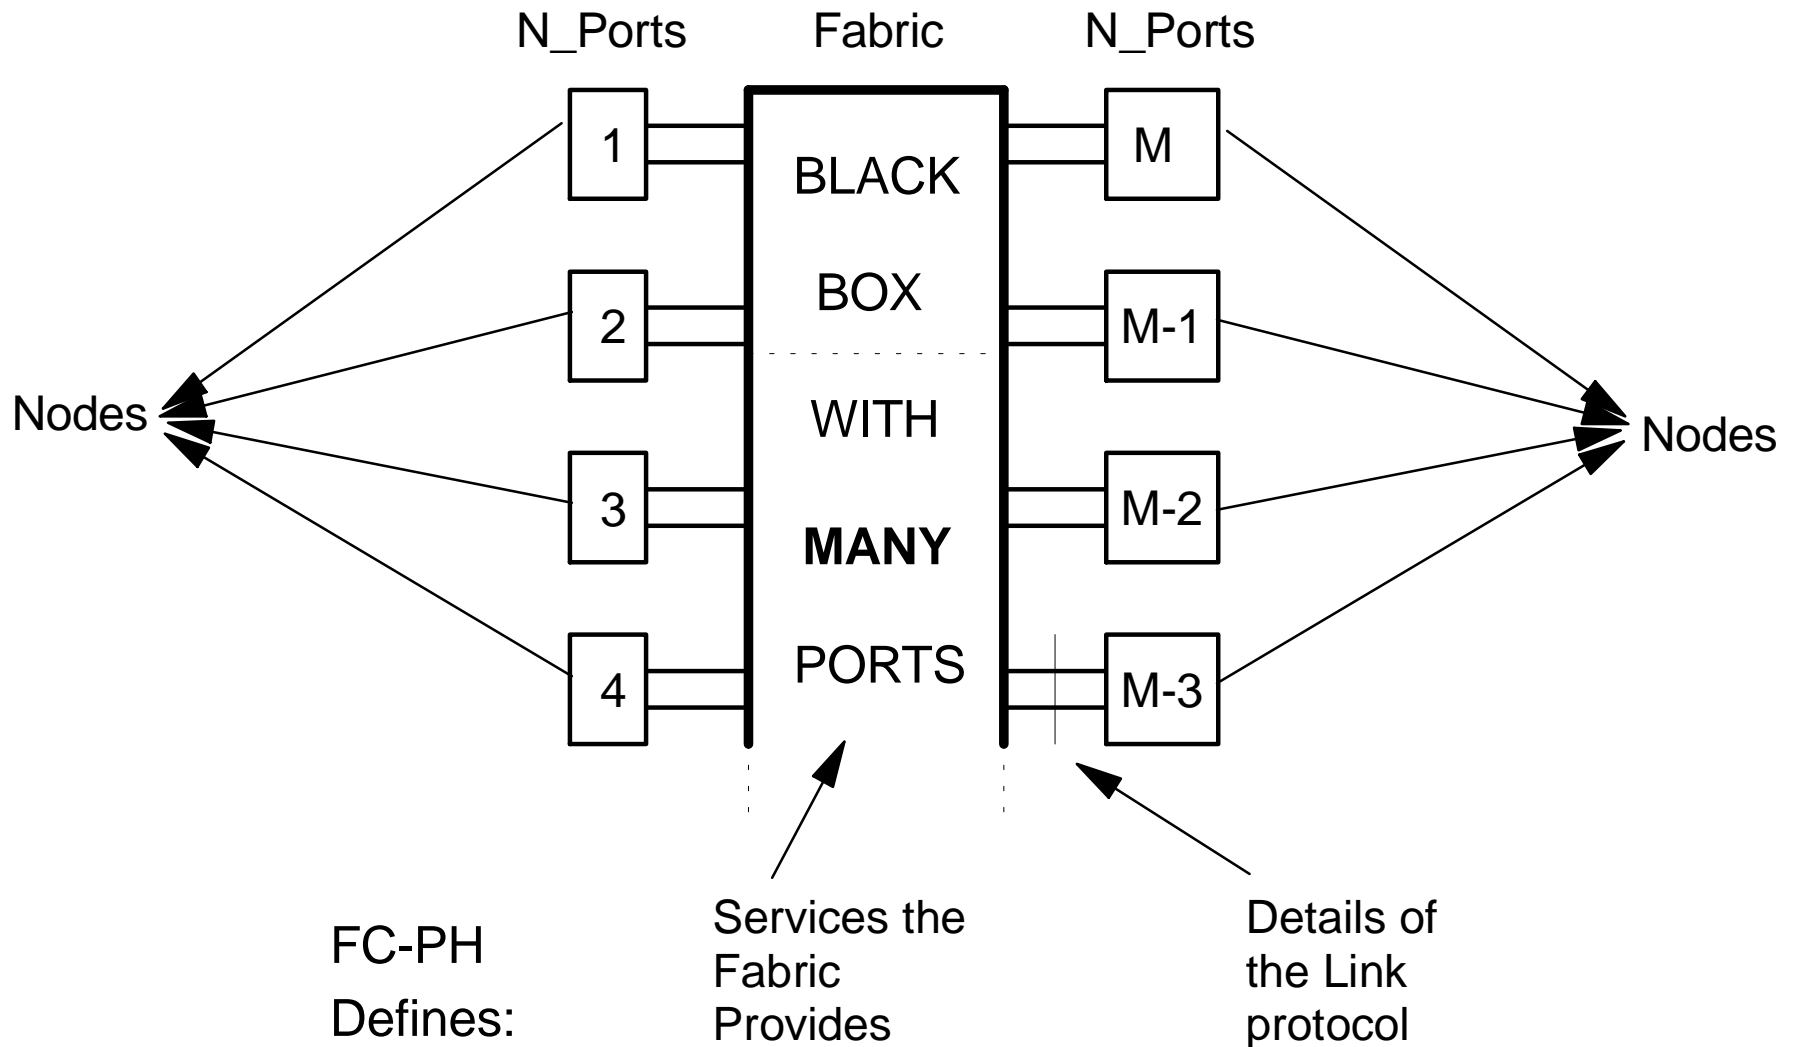 N_Ports Fabric N_Ports
1 M
BLACK
BOX
2 M-1
Nodes WITH Nodes
3 M-2
MANY
PORTS
4 M-3
FC-PH
Defines:
Services the
Fabric
Provides
Details of
the Link
protocol